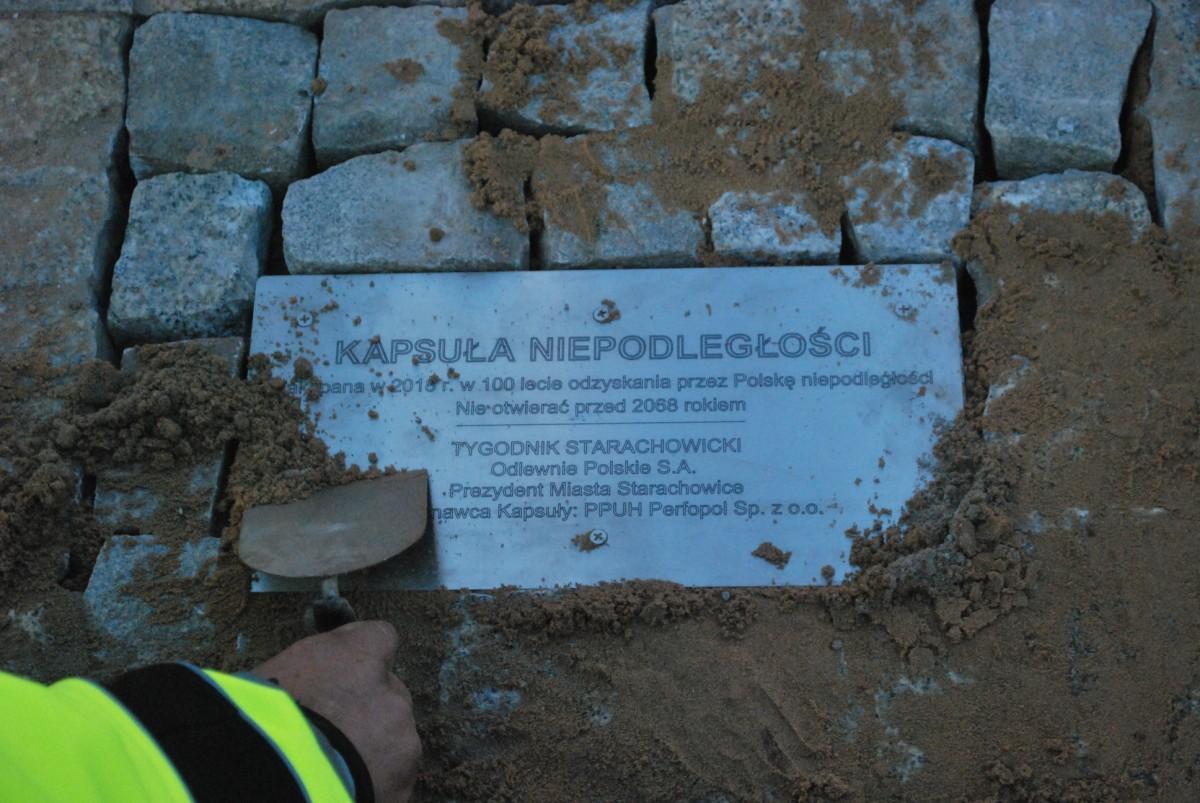 KAPSUŁA NIEPODLEGŁOŚCI
w 2018 r. w 100 lecie odzyskania przez Polskę niepodległości
Nie otwierać przed 2068 rokiem
TYGODNIK STARACHOWICKI
Odlewnie Polskie S.A.
Prezydent Miasta Starachowice
Kapsuły: PPUH Perfopol Sp. z o.o.